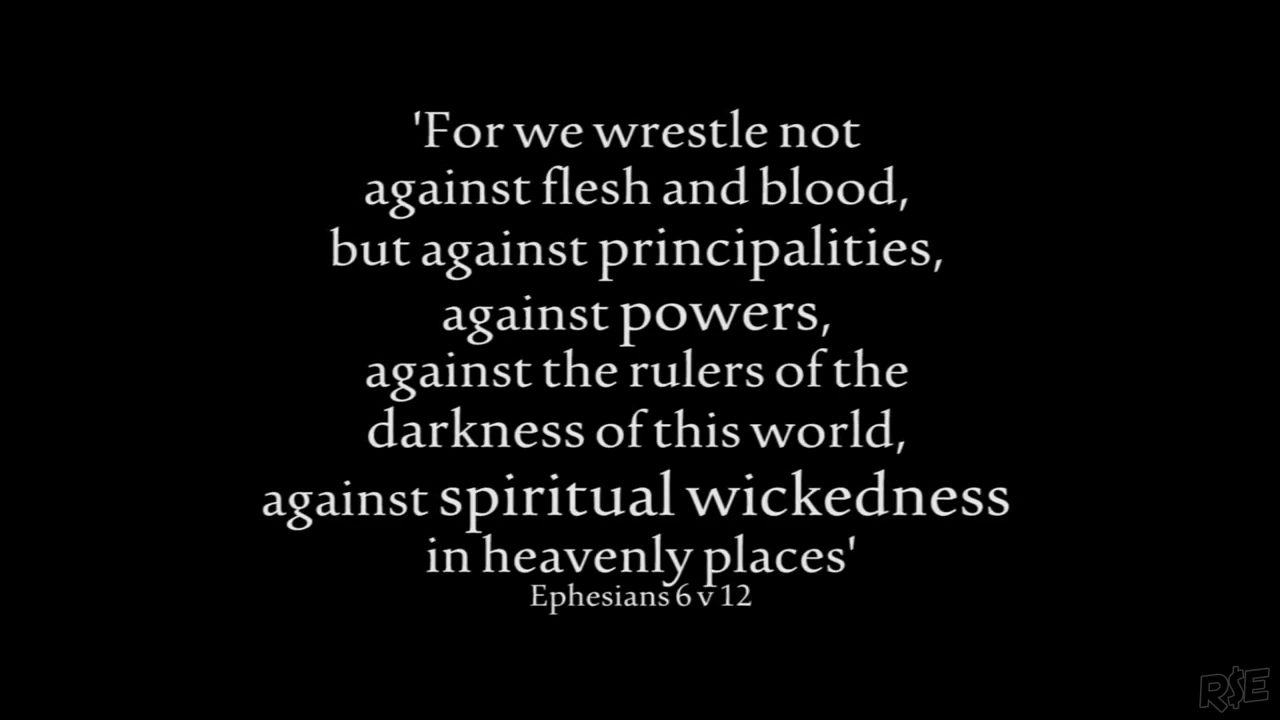 'For we wrestle not
against flesh and blood,
but against principalities,
against powers,
against the rulers of the
darkness of this world,
against spiritual wickedness
in heavenly places'
Ephesians 6 v 12
R$E